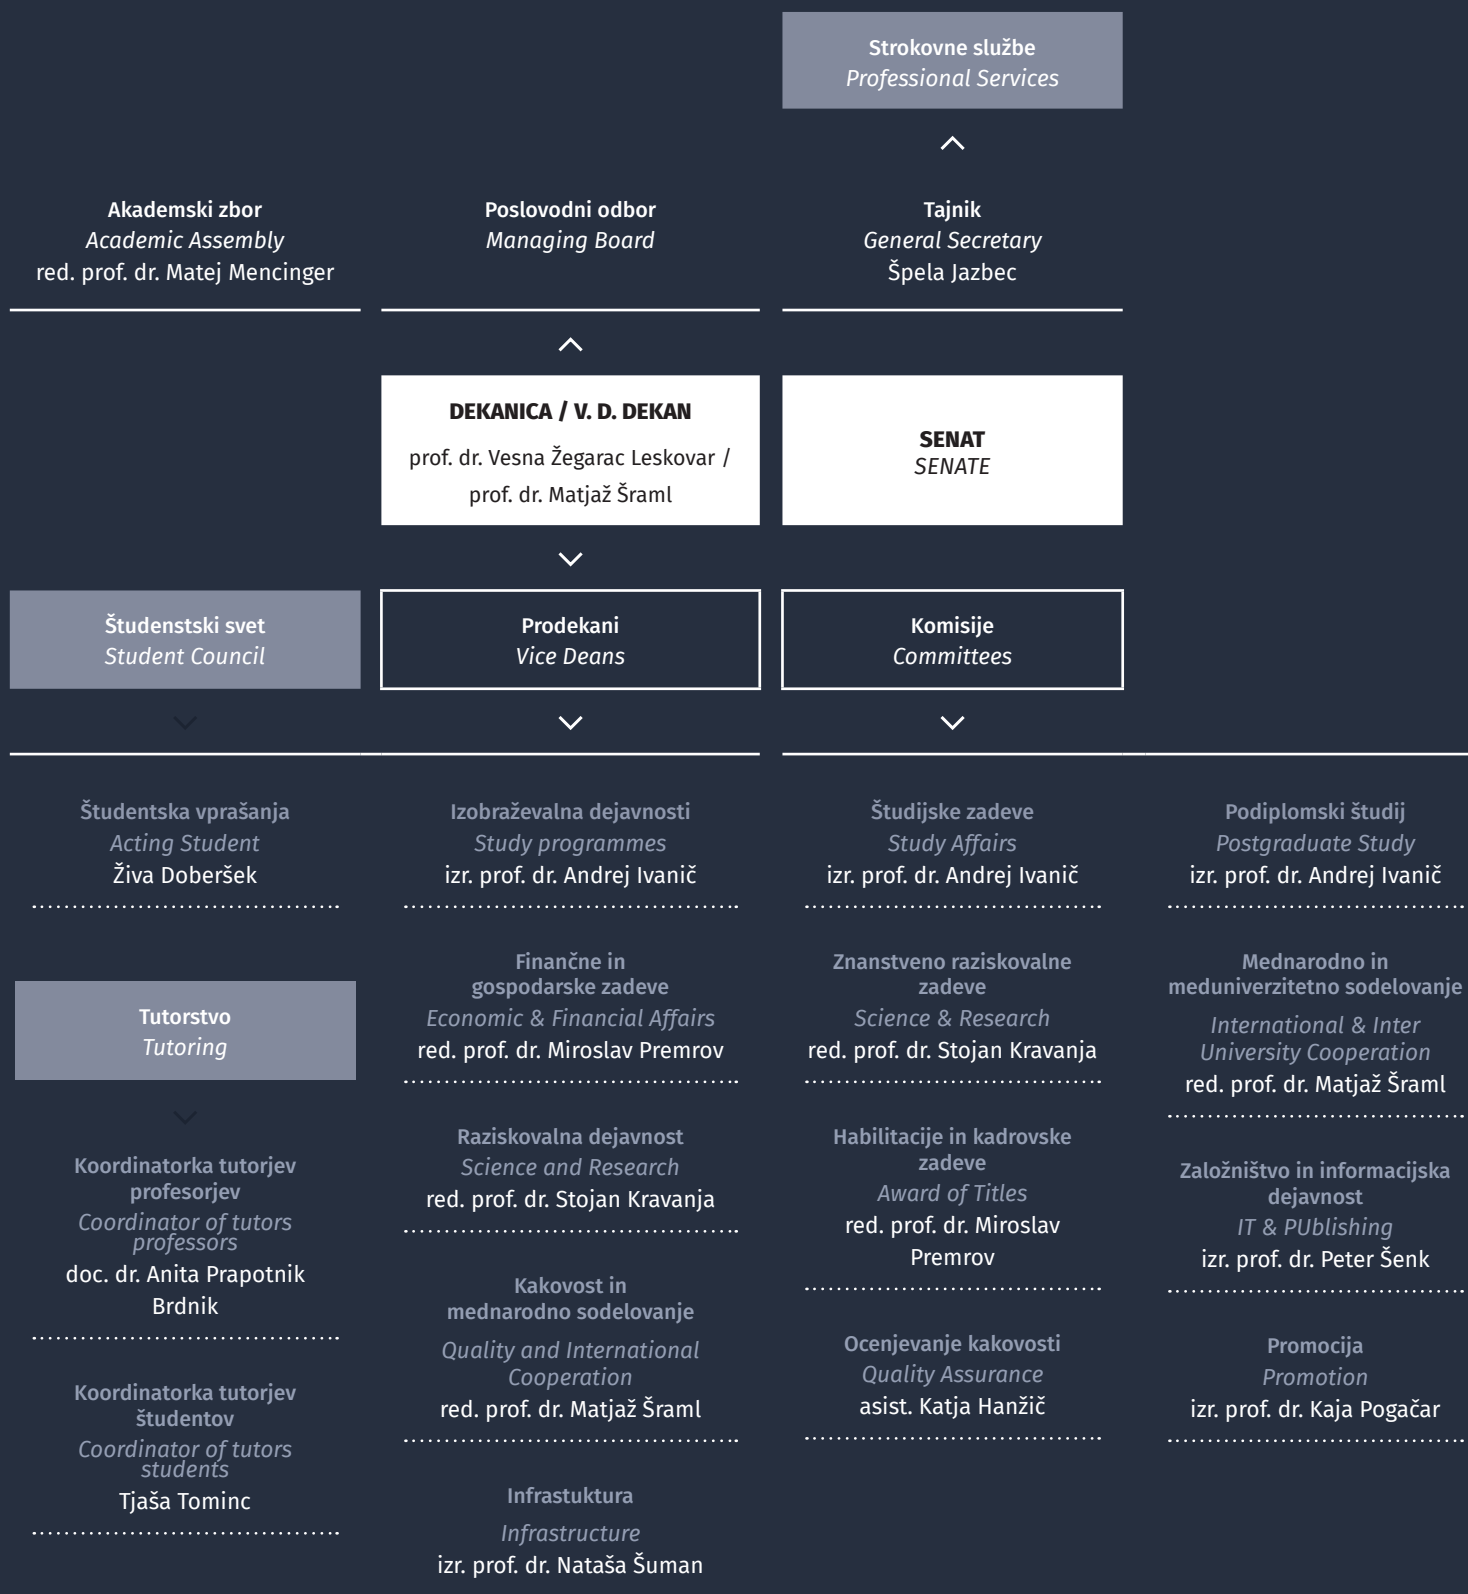 Strokovne službe
Professional Services
Akademski zbor
Academic Assembly
red. prof. dr. Matej Mencinger
Poslovodni odbor
Managing Board
Tajnik
General Secretary
Špela Jazbec
DEKANICA / V. D. DEKAN
prof. dr. Vesna Žegarac Leskovar /
prof. dr. Matjaž Šraml
SENAT
SENATE
Študenstski svet
Student Council
Prodekani
Vice Deans
Komisije
Committees
Študentska vprašanja
Acting Student
Živa Doberšek
Tutorstvo
Tutoring
Koordinatorka tutorjev
profesorjev
Coordinator of tutors
professors
doc. dr. Anita Prapotnik
Brdnik
Koordinatorka tutorjev
študentov
Coordinator of tutors
students
Tjaša Tominc
Izobraževalna dejavnosti
Study programmes
izr. prof. dr. Andrej Ivanič
Finančne in
gospodarske zadeve
Economic & Financial Affairs
red. prof. dr. Miroslav Premrov
Raziskovalna dejavnost
Science and Research
red. prof. dr. Stojan Kravanja
Kakovost in
mednarodno sodelovanje
Quality and International
Cooperation
red. prof. dr. Matjaž Šraml
Infrastuktura
Infrastructure
izr. prof. dr. Nataša Šuman
Študijske zadeve
Study Affairs
izr. prof. dr. Andrej Ivanič
Znanstveno raziskovalne
zadeve
Science & Research
red. prof. dr. Stojan Kravanja
Habilitacije in kadrovske
zadeve
Award of Titles
red. prof. dr. Miroslav
Premrov
Ocenjevanje kakovosti
Quality Assurance
asist. Katja Hanžič
Podiplomski študij
Postgraduate Study
izr. prof. dr. Andrej Ivanič
Mednarodno in
meduniverzitetno sodelovanje
International & Inter
University Cooperation
red. prof. dr. Matjaž Šraml
Založništvo in informacijska
dejavnost
IT & PUblishing
izr. prof. dr. Peter Šenk
Promocija
Promotion
izr. prof. dr. Kaja Pogačar